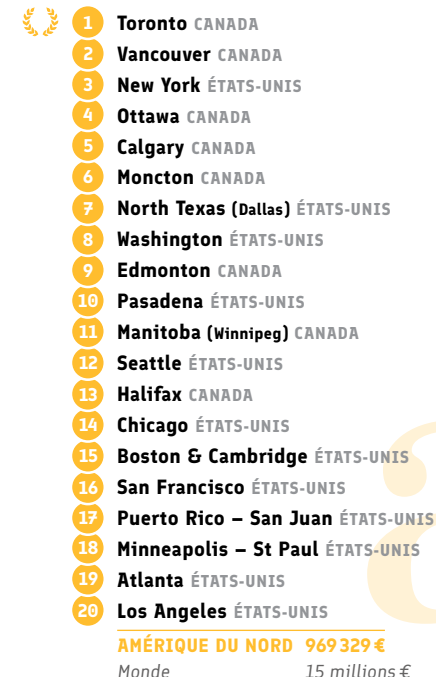 1 Toronto CANADA
2 Vancouver CANADA
3 New York ÉTATS-UNIS
4 Ottawa CANADA
5 Calgary CANADA
6 Moncton CANADA
7 North Texas (Dallas) ÉTATS-UNIS
8 Washington ÉTATS-UNIS
9 Edmonton CANADA
10 Pasadena ÉTATS-UNIS
11 Manitoba (Winnipeg) CANADA
12 Seattle ÉTATS-UNIS
13 Halifax CANADA
14 Chicago ÉTATS-UNIS
15 Boston & Cambridge ÉTATS-UNIS
16 San Francisco ÉTATS-UNIS
17 Puerto Rico – San Juan ÉTATS-UNIS
18 Minneapolis – St Paul ÉTATS-UNIS
19 Atlanta ÉTATS-UNIS
20 Los Angeles ÉTATS-UNIS
AMÉRIQUE DU NORD 969 329 €
Monde 15 millions €